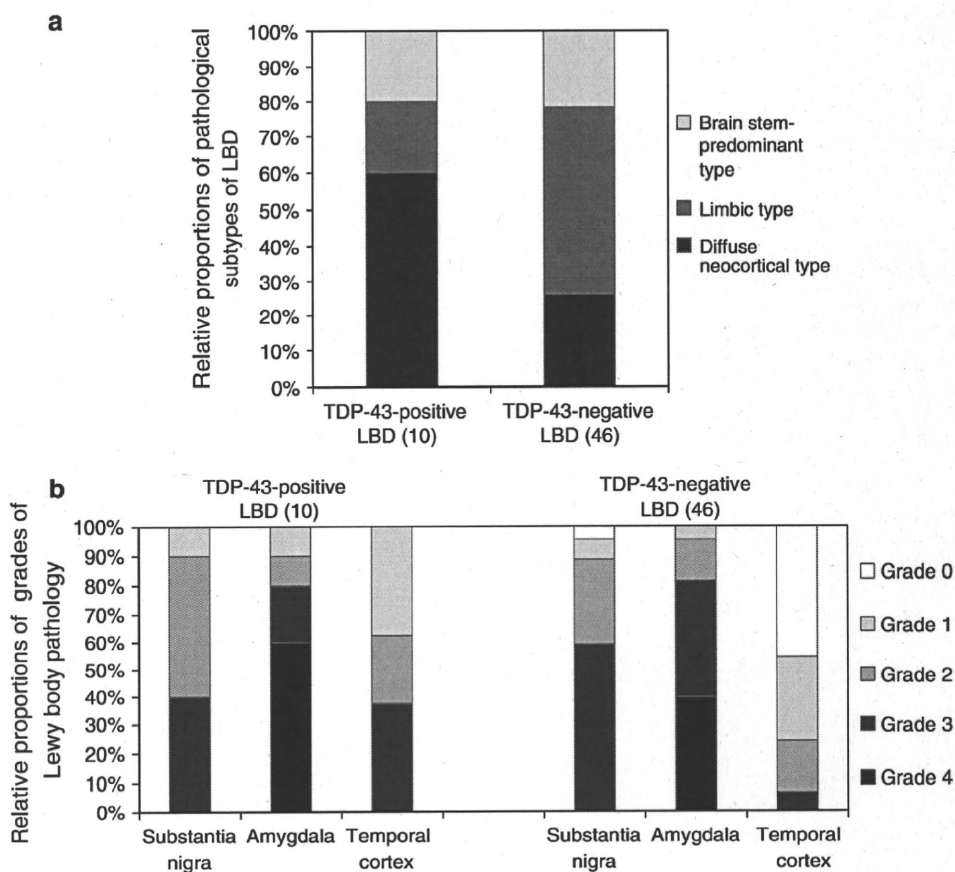 a
Relative proportions of pathological
subtypes of LBD
100%
90%
80%
70%
60%
50%
40%
30%
20%
10%
0%
TDP-43-positive
LBD (10)
TDP-43-negative
LBD (46)
Brain stem-
predominant
type
Limbic type
Diffuse
neocortical type
b
Relative proportions of grades of
Lewy body pathology
TDP-43-positive
LBD (10)
TDP-43-negative
LBD (46)
100%
90%
80%
70%
60%
50%
40%
30%
20%
10%
0%
Substantia
nigra
Amygdala
Temporal
cortex
Substantia
nigra
Amygdala
Temporal
cortex
Grade 0
Grade 1
Grade 2
Grade 3
Grade 4